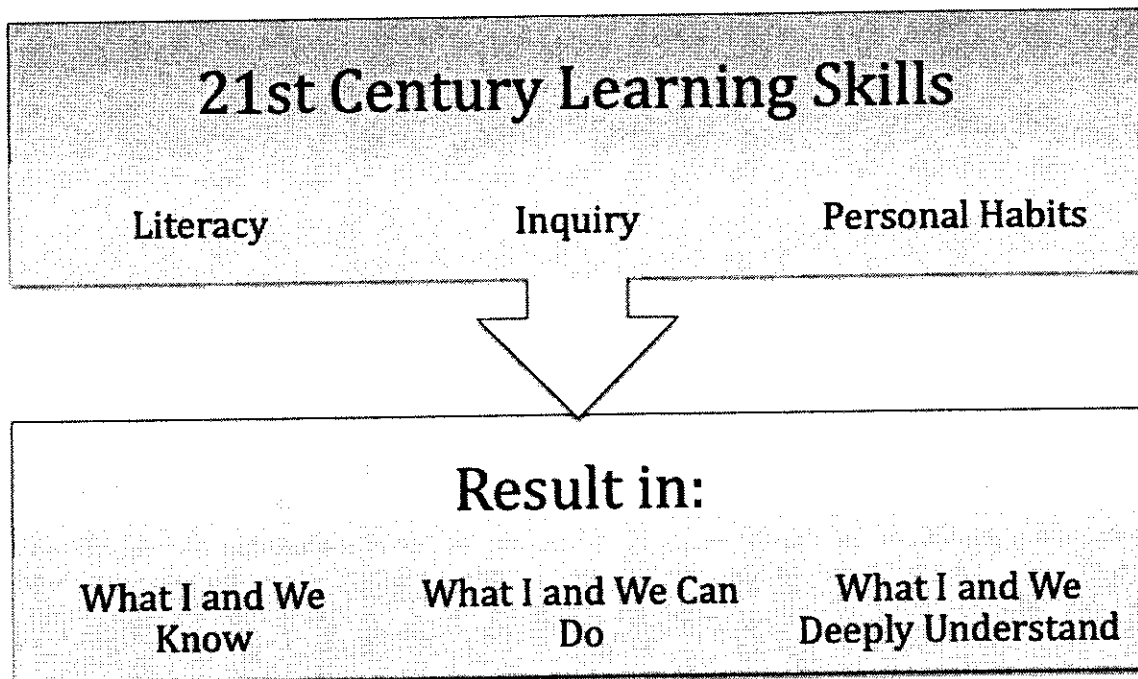 21st Century Learning Skills
Literacy Inquiry Personal Habits
Result in:
What I and We Know
What I and We Can Do
What I and We Deeply Understand